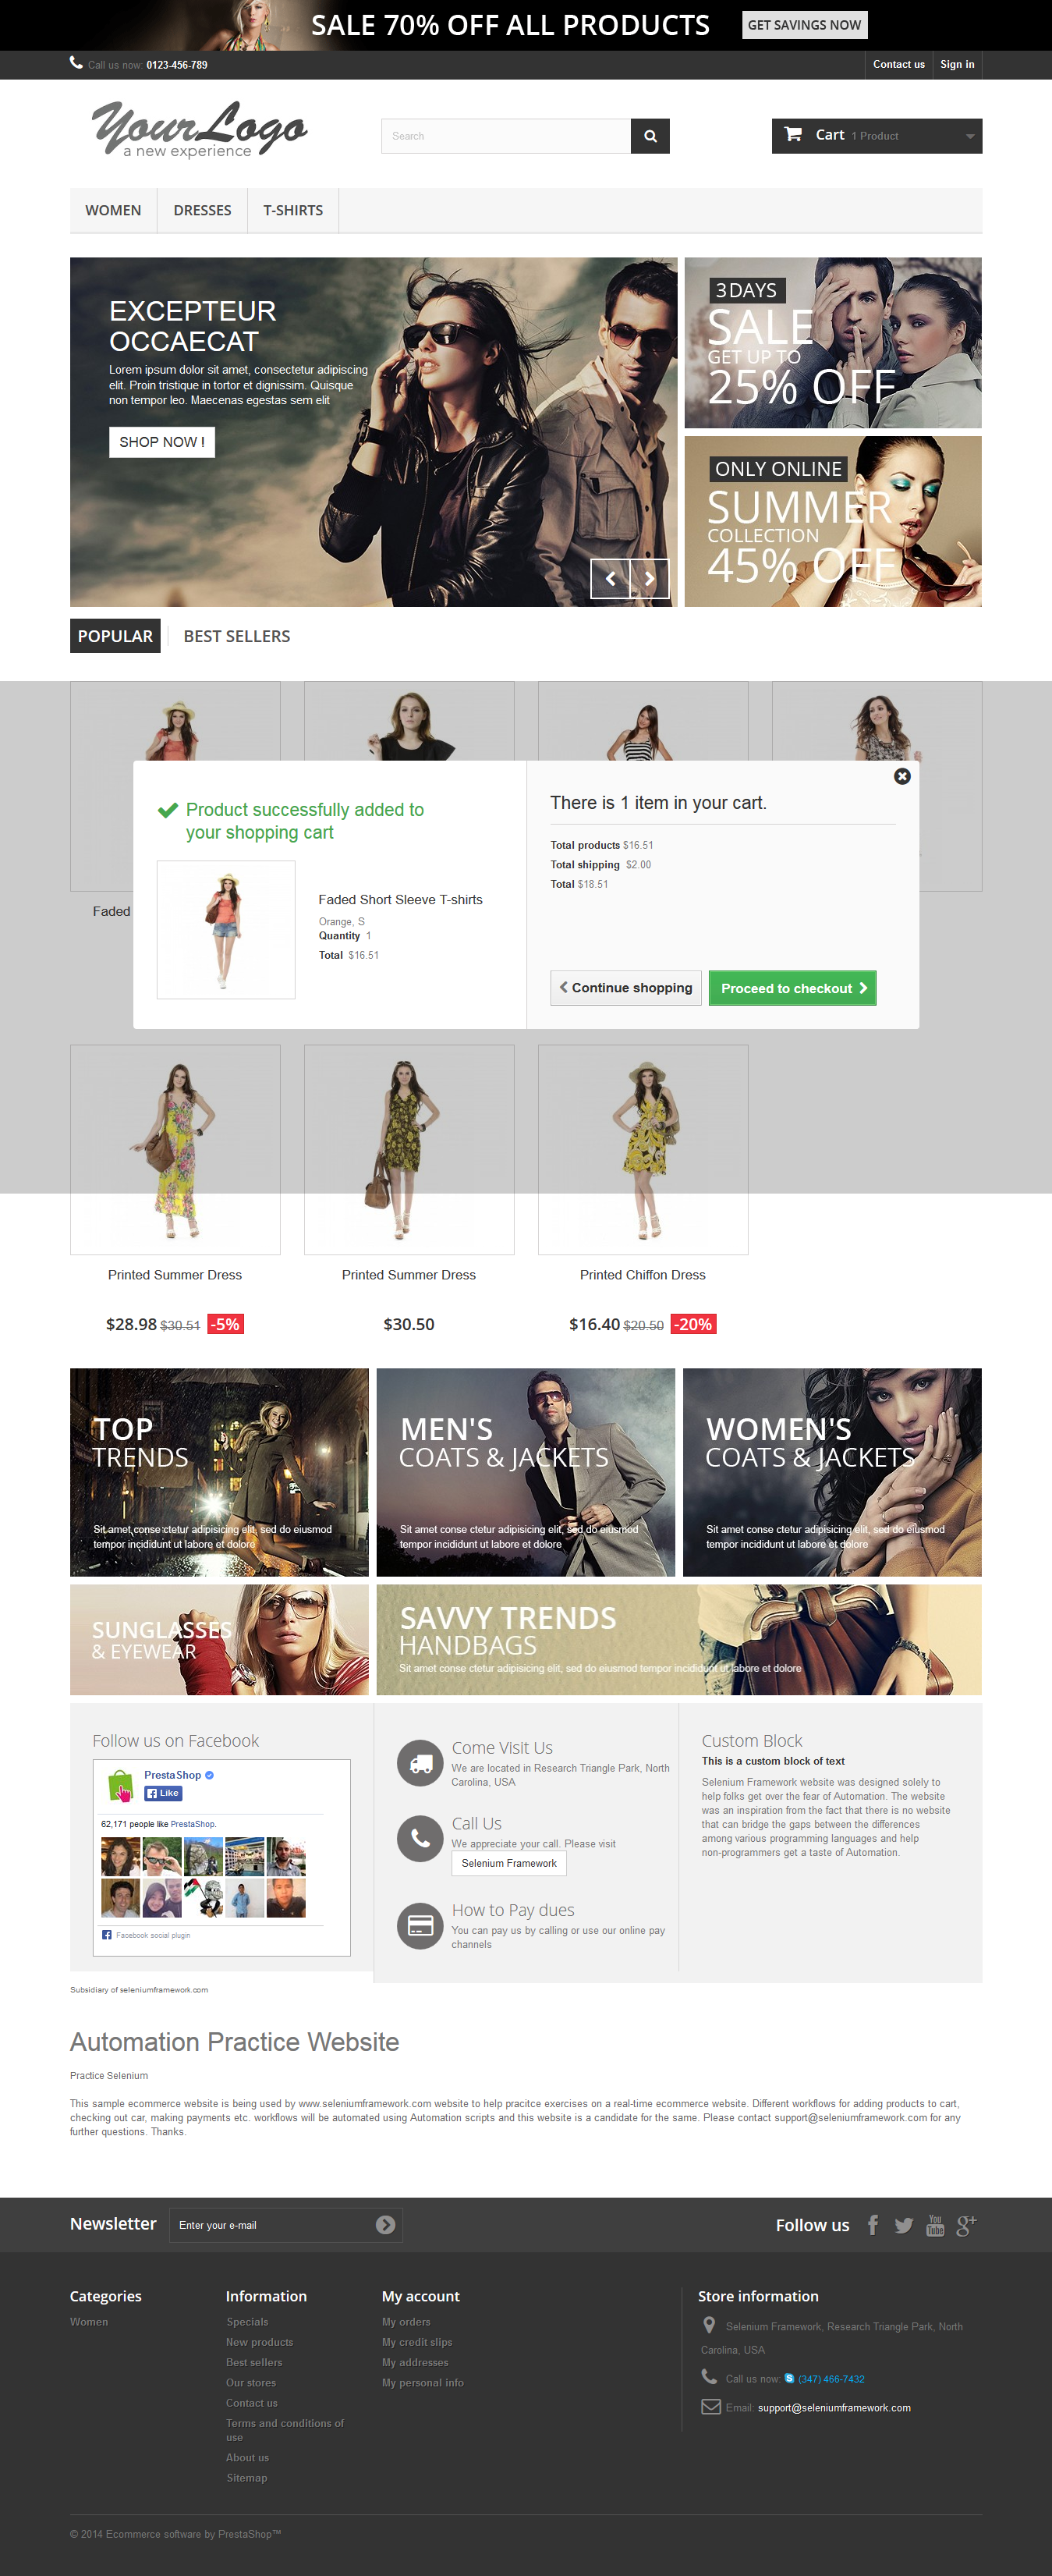 SALE 70% OFF ALL PRODUCTS GET SAVINGS NOW
Call us now: 0123-456-789 Contact us Sign in
YourLogo
a new experience
Search
Cart 1 Product
WOMEN DRESSES T-SHIRTS
EXCEPTEUR
OCCAECAT
Lorem ipsum dolor sit amet, consectetur adipiscing
elit. Proin tristique in tortor et dignissim. Quisque
non tempor leo. Maecenas egestas sem elit
SHOP NOW !
3 DAYS
SALE
GET UP TO
25% OFF
ONLY ONLINE
SUMMER
COLLECTION
45% OFF
POPULAR BEST SELLERS
Product successfully added to
your shopping cart
Faded Short Sleeve T-shirts
Orange, S
Quantity 1
Total $16.51
There is 1 item in your cart.
Total products $16.51
Total shipping $2.00
Total $18.51
Continue shopping Proceed to checkout
Faded
Printed Summer Dress
$28.98 $30.51 -5%
Printed Summer Dress
$30.50
Printed Chiffon Dress
$16.40 $20.50 -20%
TOP
TRENDS
Sit amet conse ctetur adipisicing elit, sed do eiusmod
tempor incididunt ut labore et dolore
MEN'S
COATS & JACKETS
Sit amet conse ctetur adipisicing elit, sed do eiusmod
tempor incididunt ut labore et dolore
WOMEN'S
COATS & JACKETS
Sit amet conse ctetur adipisicing elit, sed do eiusmod
tempor incididunt ut labore et dolore
SUNGLASSES
& EYEWEAR
SAVVY TRENDS
HANDBAGS
Sit amet conse ctetur adipisicing elit, sed do eiusmod tempor incididunt ut labore et dolore
Follow us on Facebook
PrestaShop
Like
62,171 people like PrestaShop.
Facebook social plugin
Come Visit Us
We are located in Research Triangle Park, North
Carolina, USA
Call Us
We appreciate your call. Please visit
Selenium Framework
How to Pay dues
You can pay us by calling or use our online pay
channels
Custom Block
This is a custom block of text
Selenium Framework website was designed solely to
help folks get over the fear of Automation. The website
was an inspiration from the fact that there is no website
that can bridge the gaps between the differences
among various programming languages and help
non-programmers get a taste of Automation.
Subsidiary of seleniumframework.com
Automation Practice Website
Practice Selenium
This sample ecommerce website is being used by www.seleniumframework.com website to help pracitce exercises on a real-time ecommerce website. Different workflows for adding products to cart,
checking out car, making payments etc. workflows will be automated using Automation scripts and this website is a candidate for the same. Please contact support@seleniumframework.com for any
further questions. Thanks.
Newsletter Enter your e-mail
Follow us
You
Tube
g+
Categories
Women
Information
Specials
New products
Best sellers
Our stores
Contact us
Terms and conditions of
use
About us
Sitemap
My account
My orders
My credit slips
My addresses
My personal info
Store information
Selenium Framework, Research Triangle Park, North
Carolina, USA
Call us now: (347) 466-7432
Email: support@seleniumframework.com
© 2014 Ecommerce software by PrestaShop™